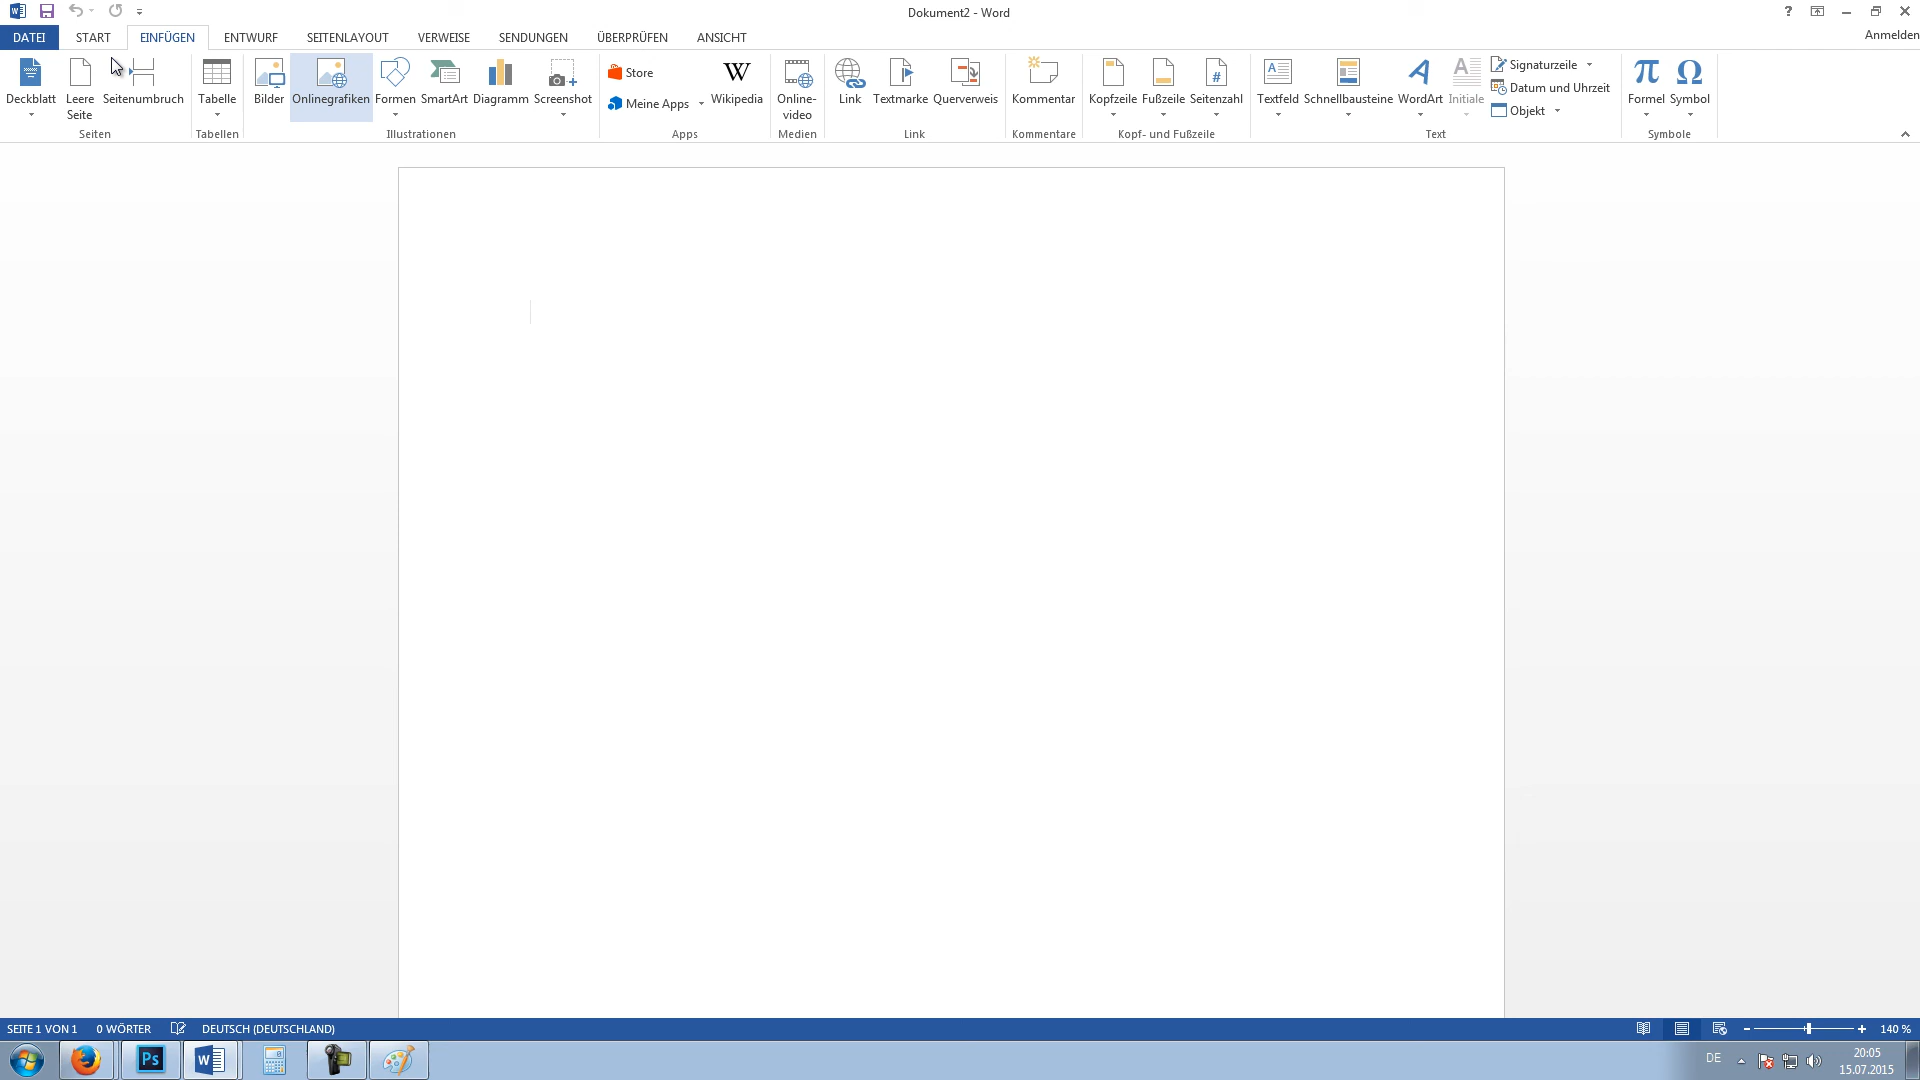 Dokument2 - Word
?
DATEI START EINFÜGEN ENTWURF SEITENLAYOUT VERWEISE SENDUNGEN ÜBERPRÜFEN ANSICHT Anmelden
Deckblatt Leere Seite Seitenumbruch
Seiten
Tabelle
Tabellen
Bilder Onlinegrafiken Formen SmartArt Diagramm Screenshot
Illustrationen
Store
Meine Apps
W Wikipedia
Apps
Online-
video
Medien
Link Textmarke Querverweis
Link
Kommentar
Kommentare
Kopfzeile Fußzeile Seitenzahl
Kopf- und Fußzeile
Textfeld Schnellbausteine WordArt Initiale
Signaturzeile
Datum und Uhrzeit
Objekt
Text
π Formel Ω Symbol
Symbole
SEITE 1 VON 1 0 WÖRTER DEUTSCH (DEUTSCHLAND) 140 %
Ps W DE 20:05
15.07.2015